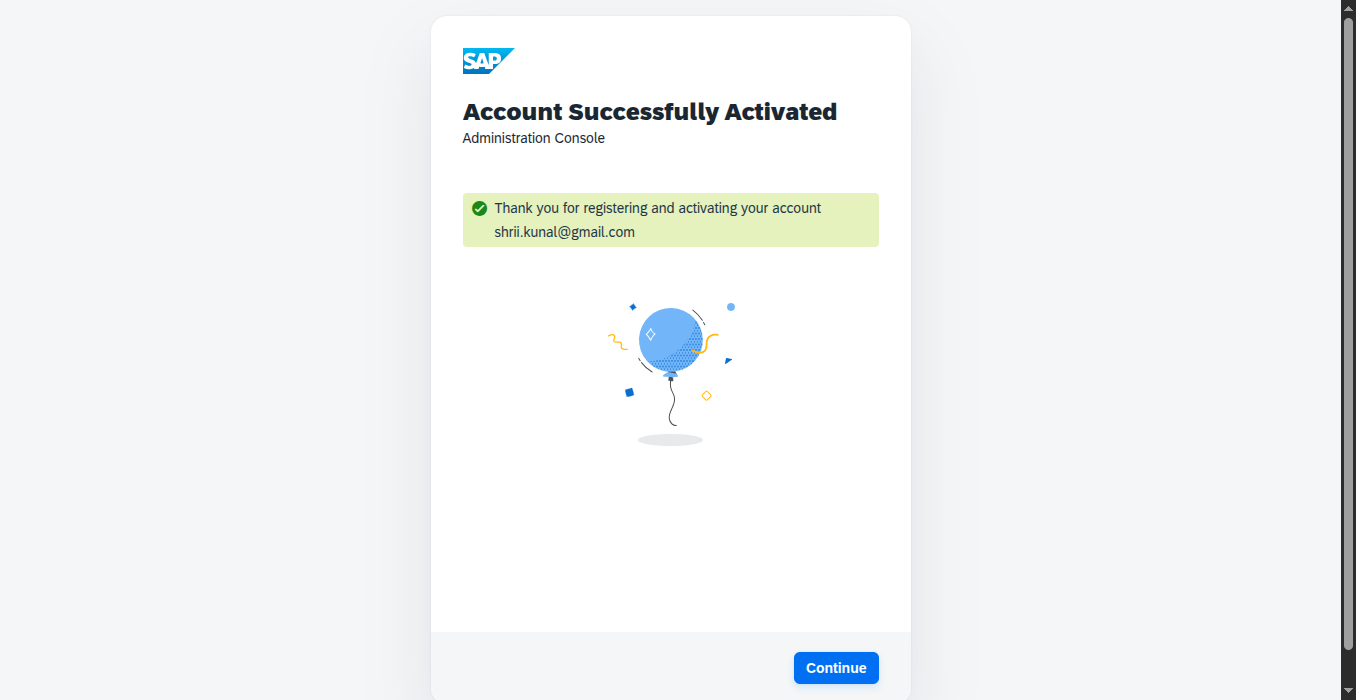 SAP
Account Successfully Activated
Administration Console
Thank you for registering and activating your account
shrii.kunal@gmail.com
Continue